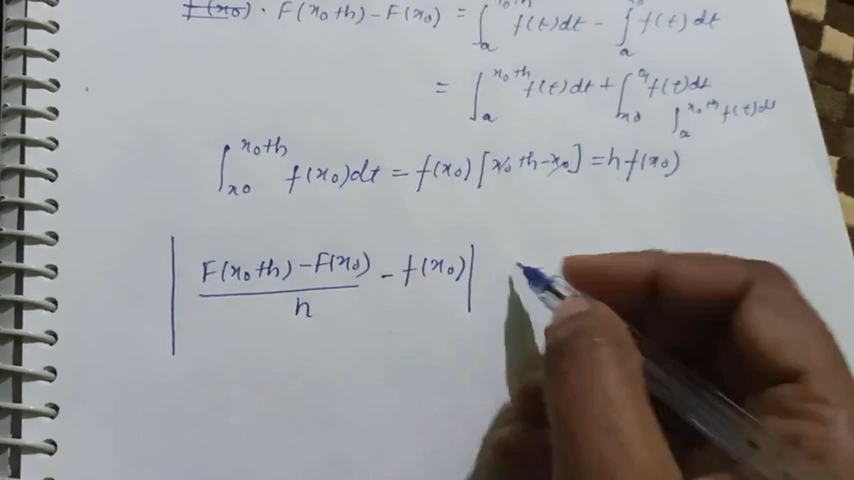 f(x₀) . F(x₀+h) - F(x₀) = ∫ₐ^{x₀+h} f(t)dt - ∫ₐ f(t)dt
= ∫ₐ^{x₀+h} f(t)dt + ∫_{x₀}^{a} f(t)dt
∫ₐ^{x₀+h} f(t)dt
∫_{x₀}^{x₀+h} f(x₀)dt = f(x₀)[x₀+h-x₀] = hf(x₀)
| F(x₀+h) - F(x₀) / h - f(x₀) |